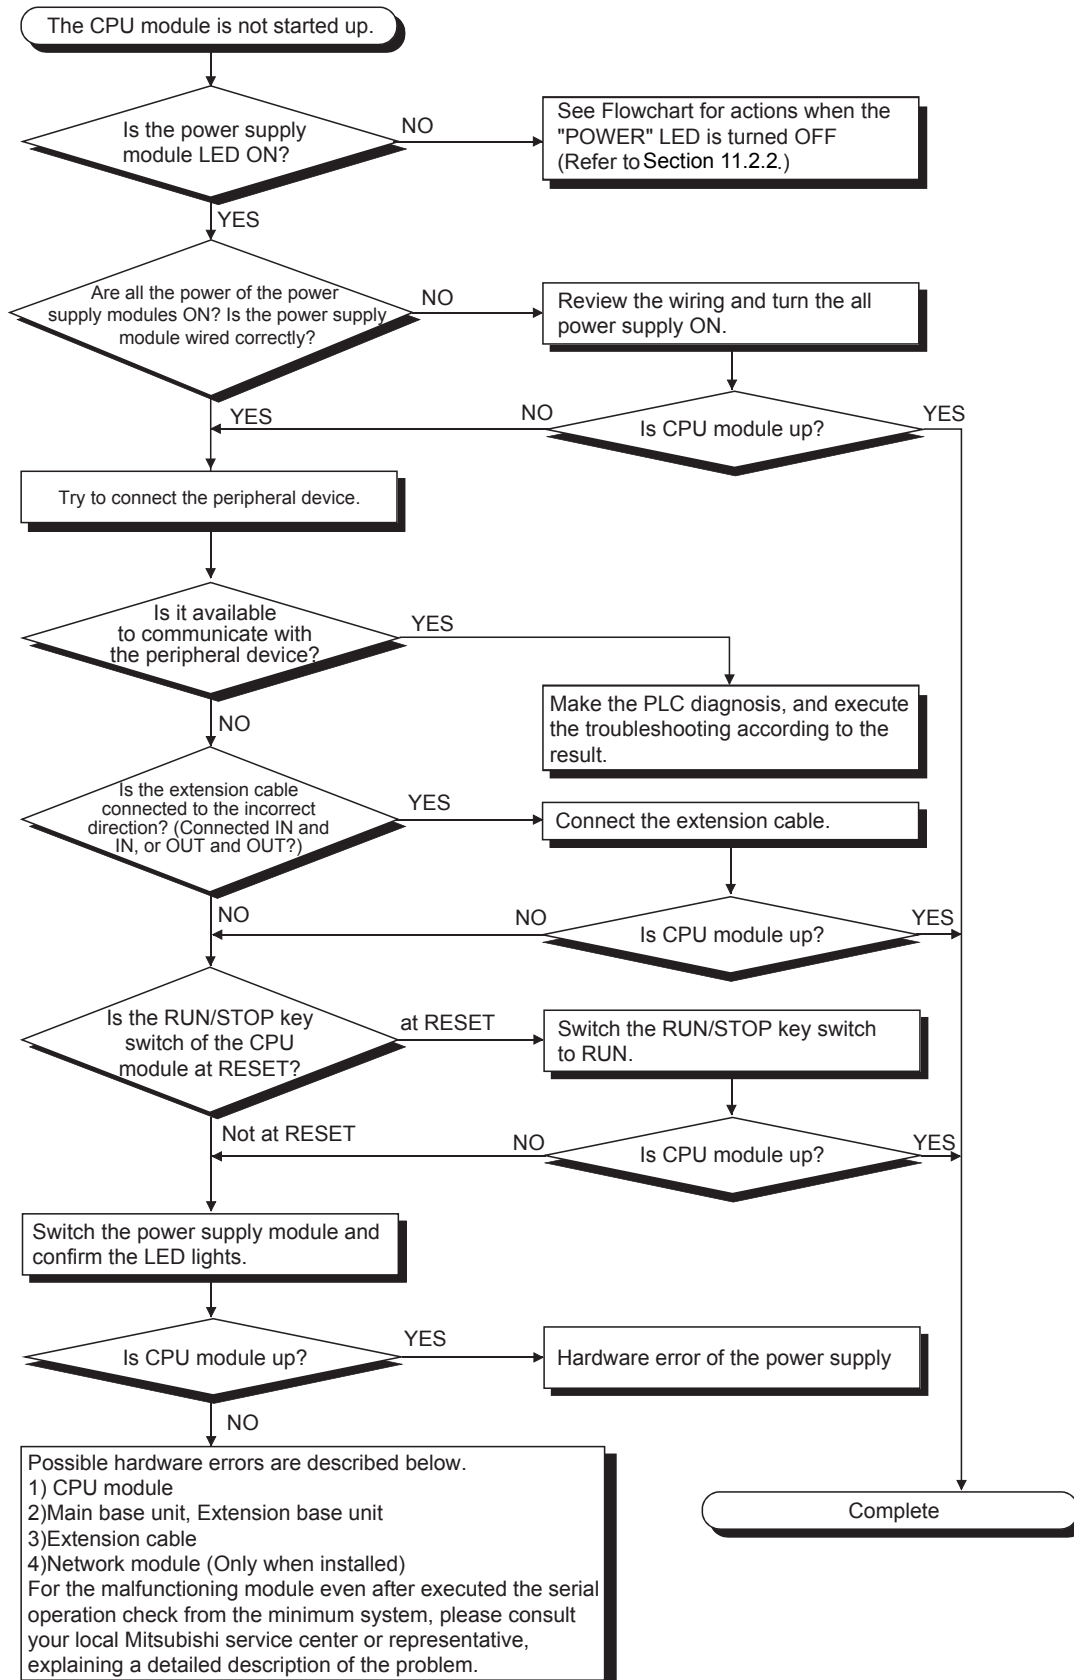 The CPU module is not started up.
Is the power supply
module LED ON?
NO
See Flowchart for actions when the
"POWER" LED is turned OFF
(Refer to Section 11.2.2.)
YES
Are all the power of the power
supply modules ON? Is the power supply
module wired correctly?
NO
Review the wiring and turn the all
power supply ON.
YES
NO
Is CPU module up?
YES
Try to connect the peripheral device.
Is it available
to communicate with
the peripheral device?
YES
Make the PLC diagnosis, and execute
the troubleshooting according to the
result.
NO
Is the extension cable
connected to the incorrect
direction? (Connected IN and
IN, or OUT and OUT?)
YES
Connect the extension cable.
NO
NO
Is CPU module up?
YES
Is the RUN/STOP key
switch of the CPU
module at RESET?
at RESET
Switch the RUN/STOP key switch
to RUN.
Not at RESET
NO
Is CPU module up?
YES
Switch the power supply module and
confirm the LED lights.
Is CPU module up?
YES
Hardware error of the power supply
NO
Possible hardware errors are described below.
1) CPU module
2)Main base unit, Extension base unit
3)Extension cable
4)Network module (Only when installed)
For the malfunctioning module even after executed the serial
operation check from the minimum system, please consult
your local Mitsubishi service center or representative,
explaining a detailed description of the problem.
Complete